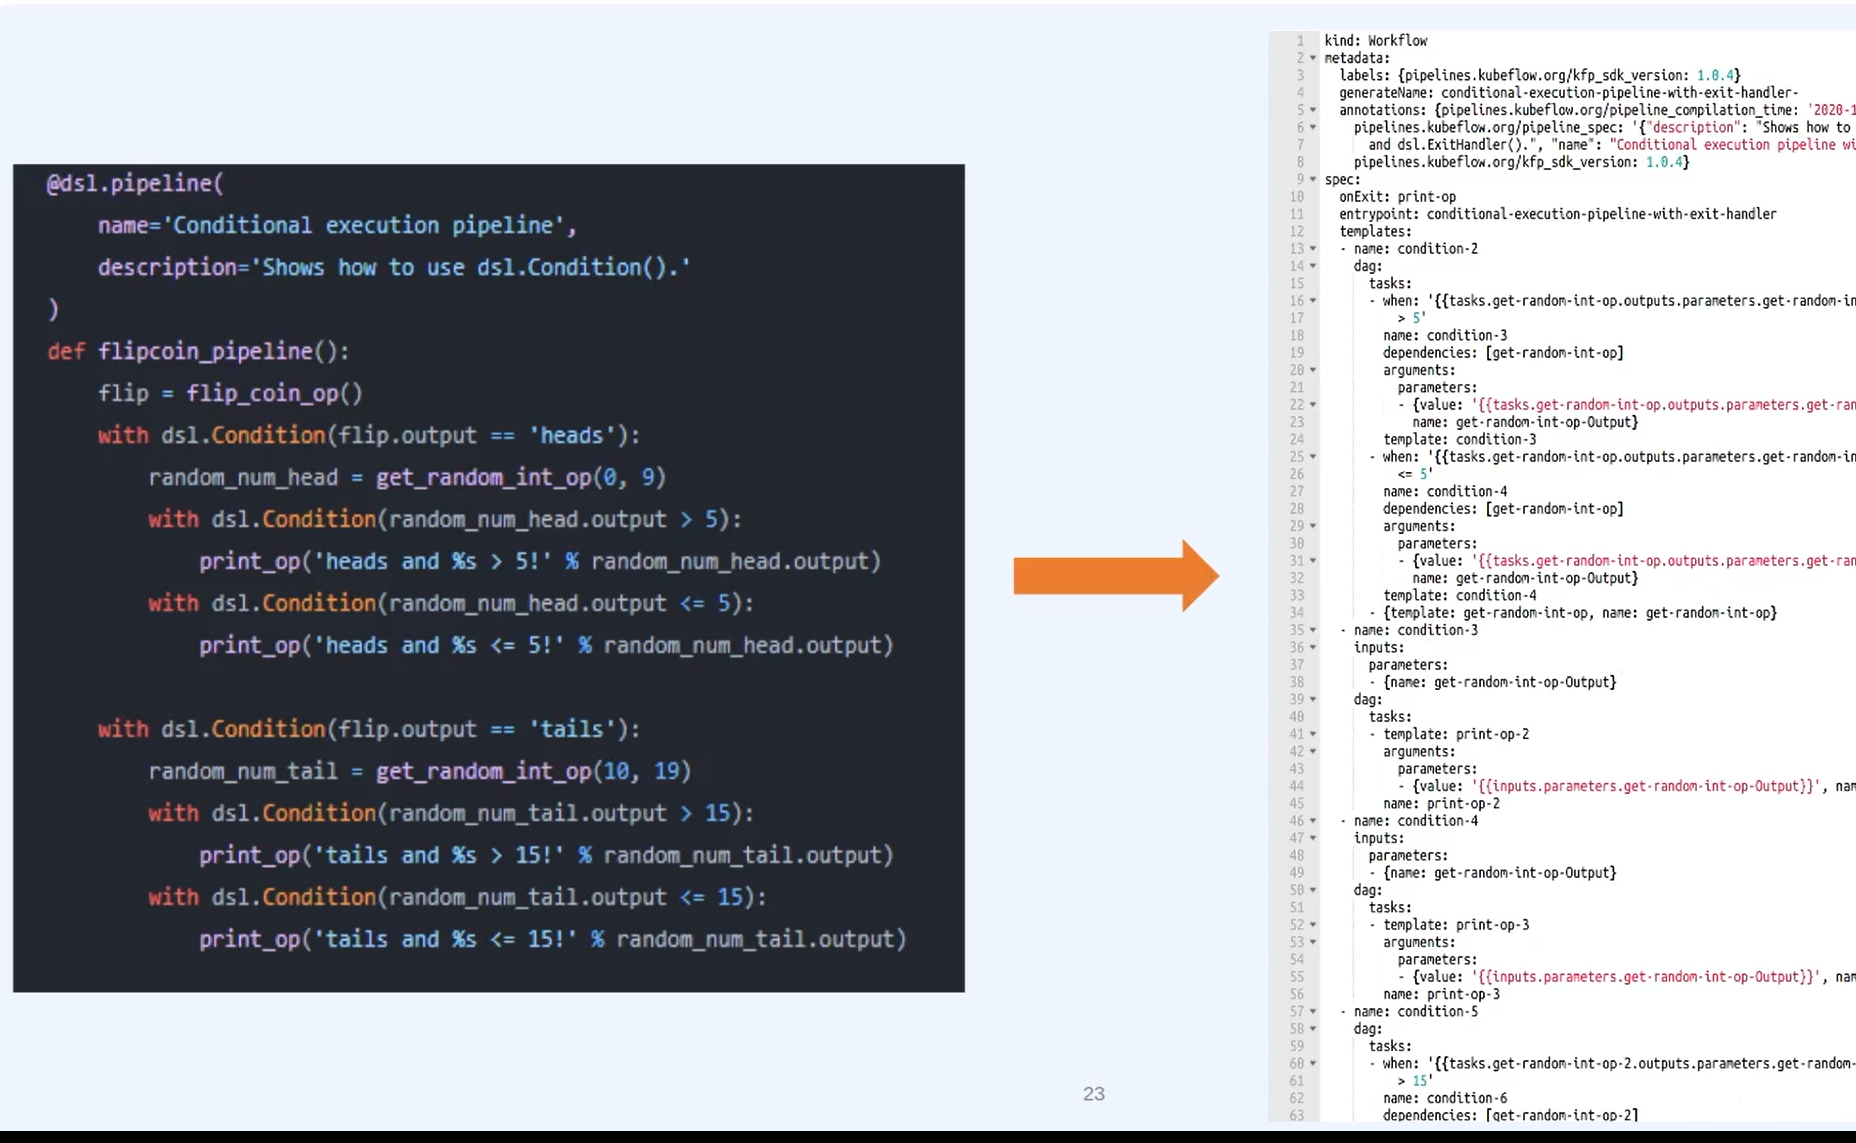 @dsl.pipeline(
name='Conditional execution pipeline',
description='Shows how to use dsl.Condition().'
)
def flipcoin_pipeline():
flip = flip_coin_op()
with dsl.Condition(flip.output == 'heads'):
random_num_head = get_random_int_op(0, 9)
with dsl.Condition(random_num_head.output > 5):
print_op('heads and %s > 5!' % random_num_head.output)
with dsl.Condition(random_num_head.output <= 5):
print_op('heads and %s <= 5!' % random_num_head.output)
with dsl.Condition(flip.output == 'tails'):
random_num_tail = get_random_int_op(10, 19)
with dsl.Condition(random_num_tail.output > 15):
print_op('tails and %s > 15!' % random_num_tail.output)
with dsl.Condition(random_num_tail.output <= 15):
print_op('tails and %s <= 15!' % random_num_tail.output)
23
1 kind: Workflow
2 metadata:
3 labels: {pipelines.kubeflow.org/kfp_sdk_version: 1.0.4}
4 generateName: conditional-execution-pipeline-with-exit-handler-
5 annotations: {pipelines.kubeflow.org/pipeline_compilation_time: '2020-1
6 pipelines.kubeflow.org/pipeline_spec: '{"description": "Shows how to
7 and dsl.ExitHandler().", "name": "Conditional execution pipeline wi
8 pipelines.kubeflow.org/kfp_sdk_version: 1.0.4}
9 spec:
10 onExit: print-op
11 entrypoint: conditional-execution-pipeline-with-exit-handler
12 templates:
13 - name: condition-2
14 dag:
15 tasks:
16 - when: '{{tasks.get-random-int-op.outputs.parameters.get-random-in
17 > 5'
18 name: condition-3
19 dependencies: [get-random-int-op]
20 arguments:
21 parameters:
22 - {value: '{{tasks.get-random-int-op.outputs.parameters.get-ran
23 name: get-random-int-op-Output}
24 template: condition-3
25 - when: '{{tasks.get-random-int-op.outputs.parameters.get-random-in
26 <= 5'
27 name: condition-4
28 dependencies: [get-random-int-op]
29 arguments:
30 parameters:
31 - {value: '{{tasks.get-random-int-op.outputs.parameters.get-ran
32 name: get-random-int-op-Output}
33 template: condition-4
34 - {template: get-random-int-op, name: get-random-int-op}
35 - name: condition-3
36 inputs:
37 parameters:
38 - {name: get-random-int-op-Output}
39 dag:
40 tasks:
41 - template: print-op-2
42 arguments:
43 parameters:
44 - {value: '{{inputs.parameters.get-random-int-op-Output}}', nam
45 name: print-op-2
46 - name: condition-4
47 inputs:
48 parameters:
49 - {name: get-random-int-op-Output}
50 dag:
51 tasks:
52 - template: print-op-3
53 arguments:
54 parameters:
55 - {value: '{{inputs.parameters.get-random-int-op-Output}}', nam
56 name: print-op-3
57 - name: condition-5
58 dag:
59 tasks:
60 - when: '{{tasks.get-random-int-op-2.outputs.parameters.get-random-
61 > 15'
62 name: condition-6
63 dependencies: [get-random-int-op-2]